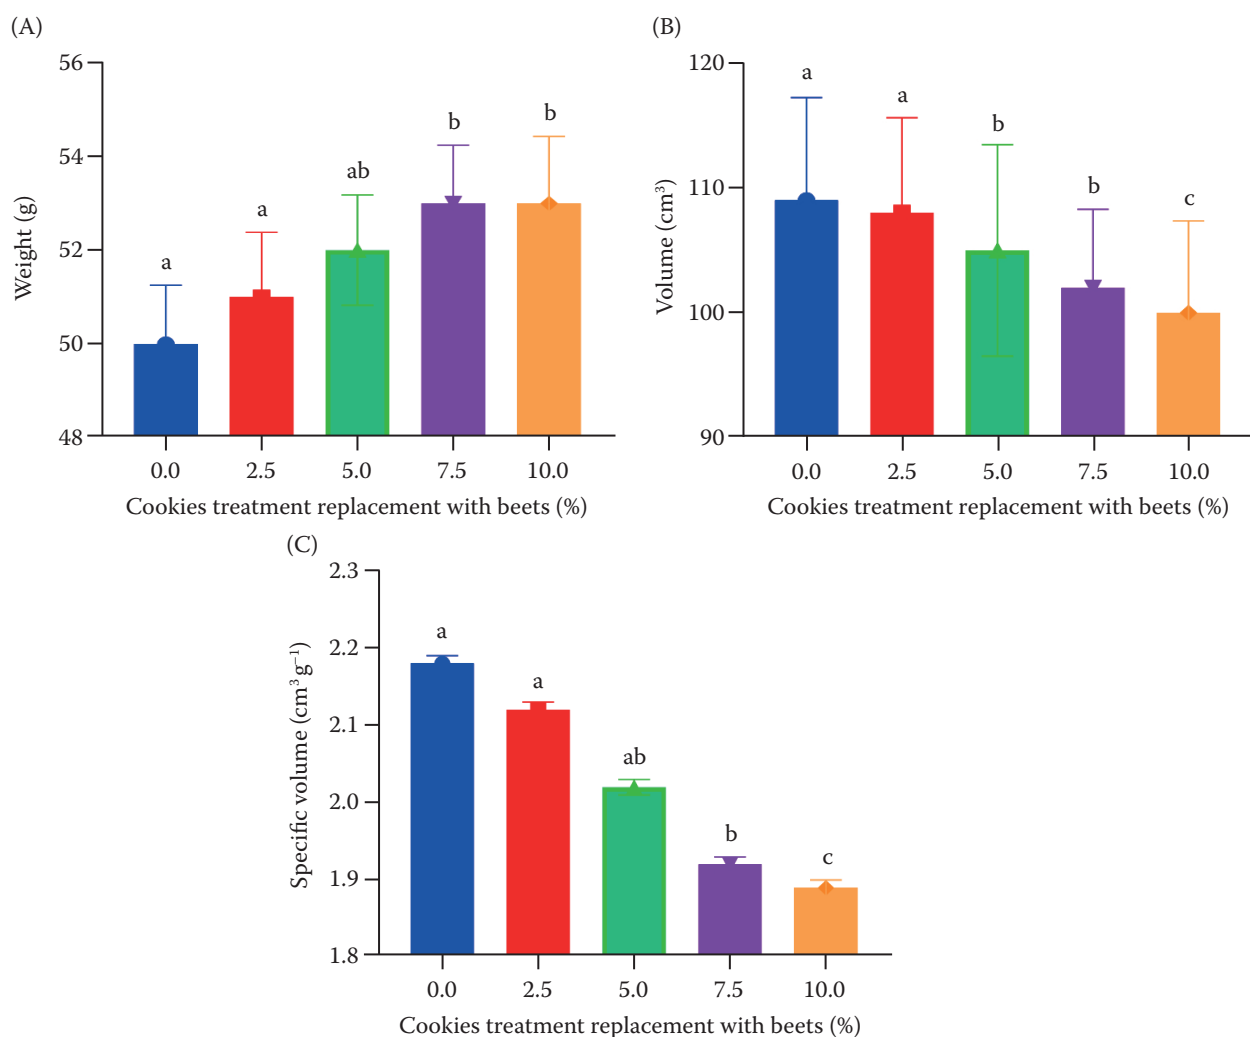 (A)
56
54
52
50
48
Weight (g)
a
a
ab
b
b
0.0 2.5 5.0 7.5 10.0
Cookies treatment replacement with beets (%)
(B)
120
110
100
90
Volume (cm³)
a
a
b
b
c
0.0 2.5 5.0 7.5 10.0
Cookies treatment replacement with beets (%)
(C)
2.3
2.2
2.1
2.0
1.9
1.8
Specific volume (cm³ g⁻¹)
a
a
ab
b
c
0.0 2.5 5.0 7.5 10.0
Cookies treatment replacement with beets (%)